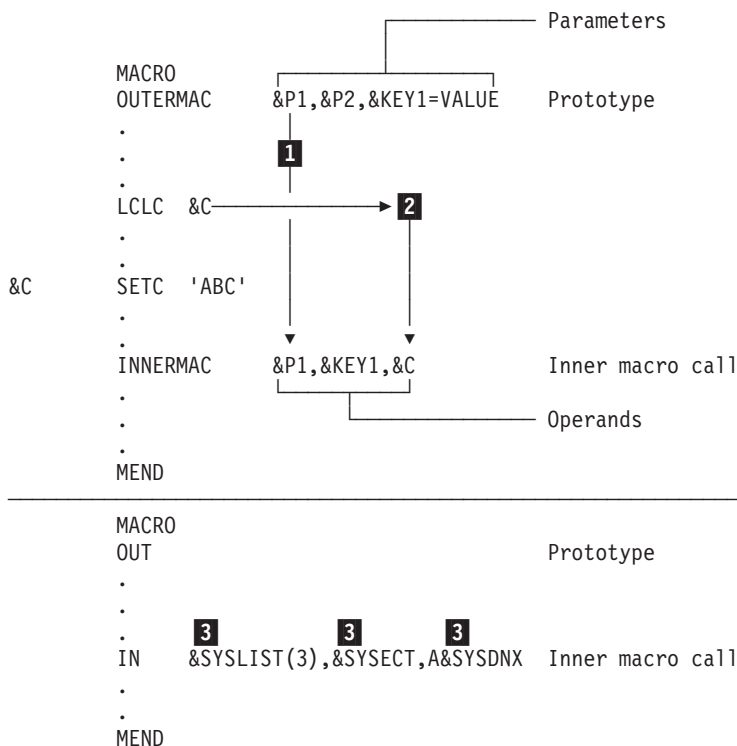 Parameters
MACRO
OUTERMAC &P1,&P2,&KEY1=VALUE Prototype
.
. 1
.
LCLC &C 2
.
.
&C SETC 'ABC'
.
.
INNERMAC &P1,&KEY1,&C Inner macro call
.
. Operands
.
MEND
MACRO
OUT Prototype
.
.
. 3 3 3
IN &SYSLIST(3),&SYSECT,A&SYSDNX Inner macro call
.
.
MEND